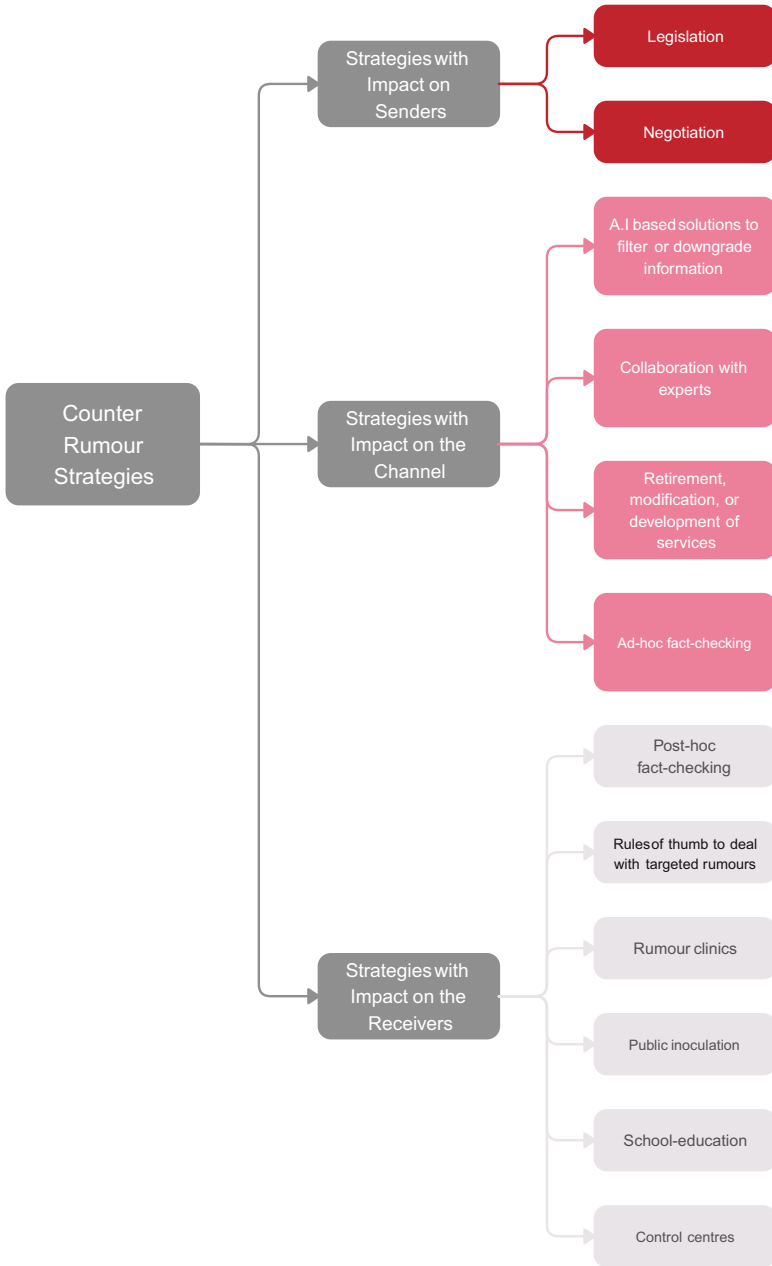 Counter
Rumour
Strategies
Strategies with
Impact on
Senders
Legislation
Negotiation
Strategies with
Impact on the
Channel
A.I based solutions to
filter or downgrade
information
Collaboration with
experts
Retirement,
modification, or
development of
services
Ad-hoc fact-checking
Strategies with
Impact on the
Receivers
Post-hoc
fact-checking
Rules of thumb to deal
with targeted rumours
Rumour clinics
Public inoculation
School-education
Control centres